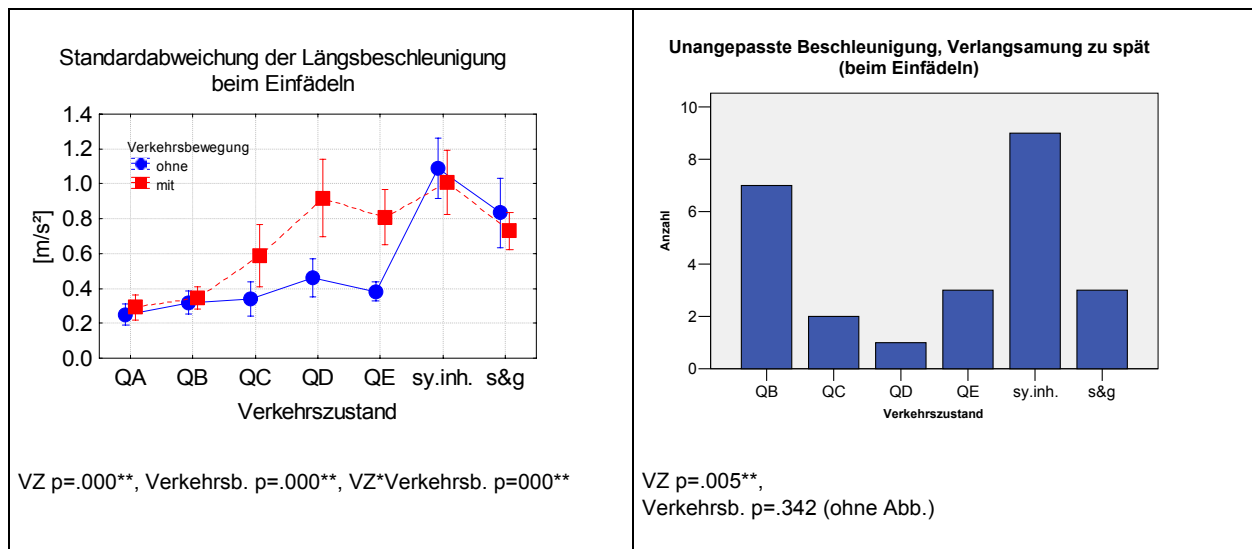 Standardabweichung der Längsbeschleunigung
beim Einfädeln
1.4
1.2
1.0
0.8
0.6
0.4
0.2
0.0
[m/s²]
Verkehrsbewegung
ohne
mit
QA QB QC QD QE sy.inh. s&g
Verkehrszustand
VZ p=.000**, Verkehrsb. p=.000**, VZ*Verkehrsb. p=000**
Unangepasste Beschleunigung, Verlangsamung zu spät
(beim Einfädeln)
10
8
6
4
2
0
Anzahl
QB QC QD QE sy.inh. s&g
Verkehrszustand
VZ p=.005**,
Verkehrsb. p=.342 (ohne Abb.)